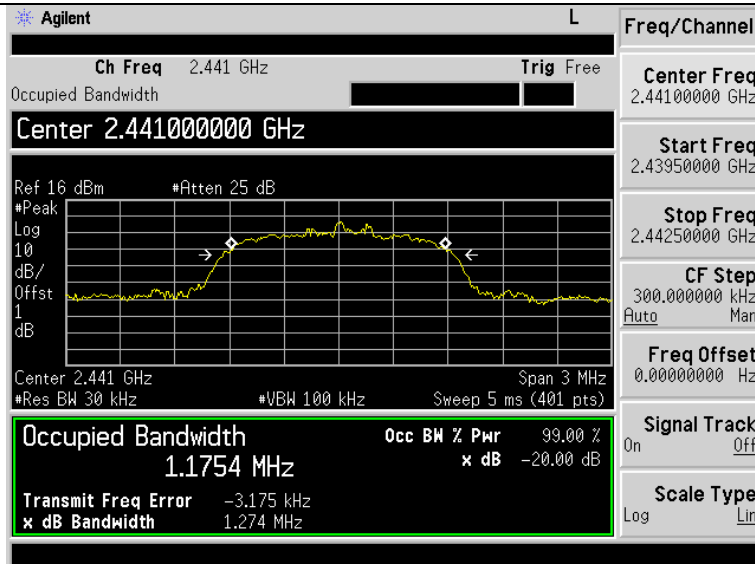 Agilent L
Ch Freq 2.441 GHz Trig Free
Occupied Bandwidth
Center 2.441000000 GHz
Ref 16 dBm #Atten 25 dB
#Peak
Log
10
dB/
Offst
1
dB
Center 2.441 GHz Span 3 MHz
#Res BW 30 kHz #VBW 100 kHz Sweep 5 ms (401 pts)
Occupied Bandwidth Occ BW % Pwr 99.00 %
1.1754 MHz x dB -20.00 dB
Transmit Freq Error -3.175 kHz
x dB Bandwidth 1.274 MHz
Freq/Channel
Center Freq
2.44100000 GHz
Start Freq
2.43950000 GHz
Stop Freq
2.44250000 GHz
CF Step
300.000000 kHz
Auto Man
Freq Offset
0.00000000 Hz
Signal Track
On Off
Scale Type
Log Lin